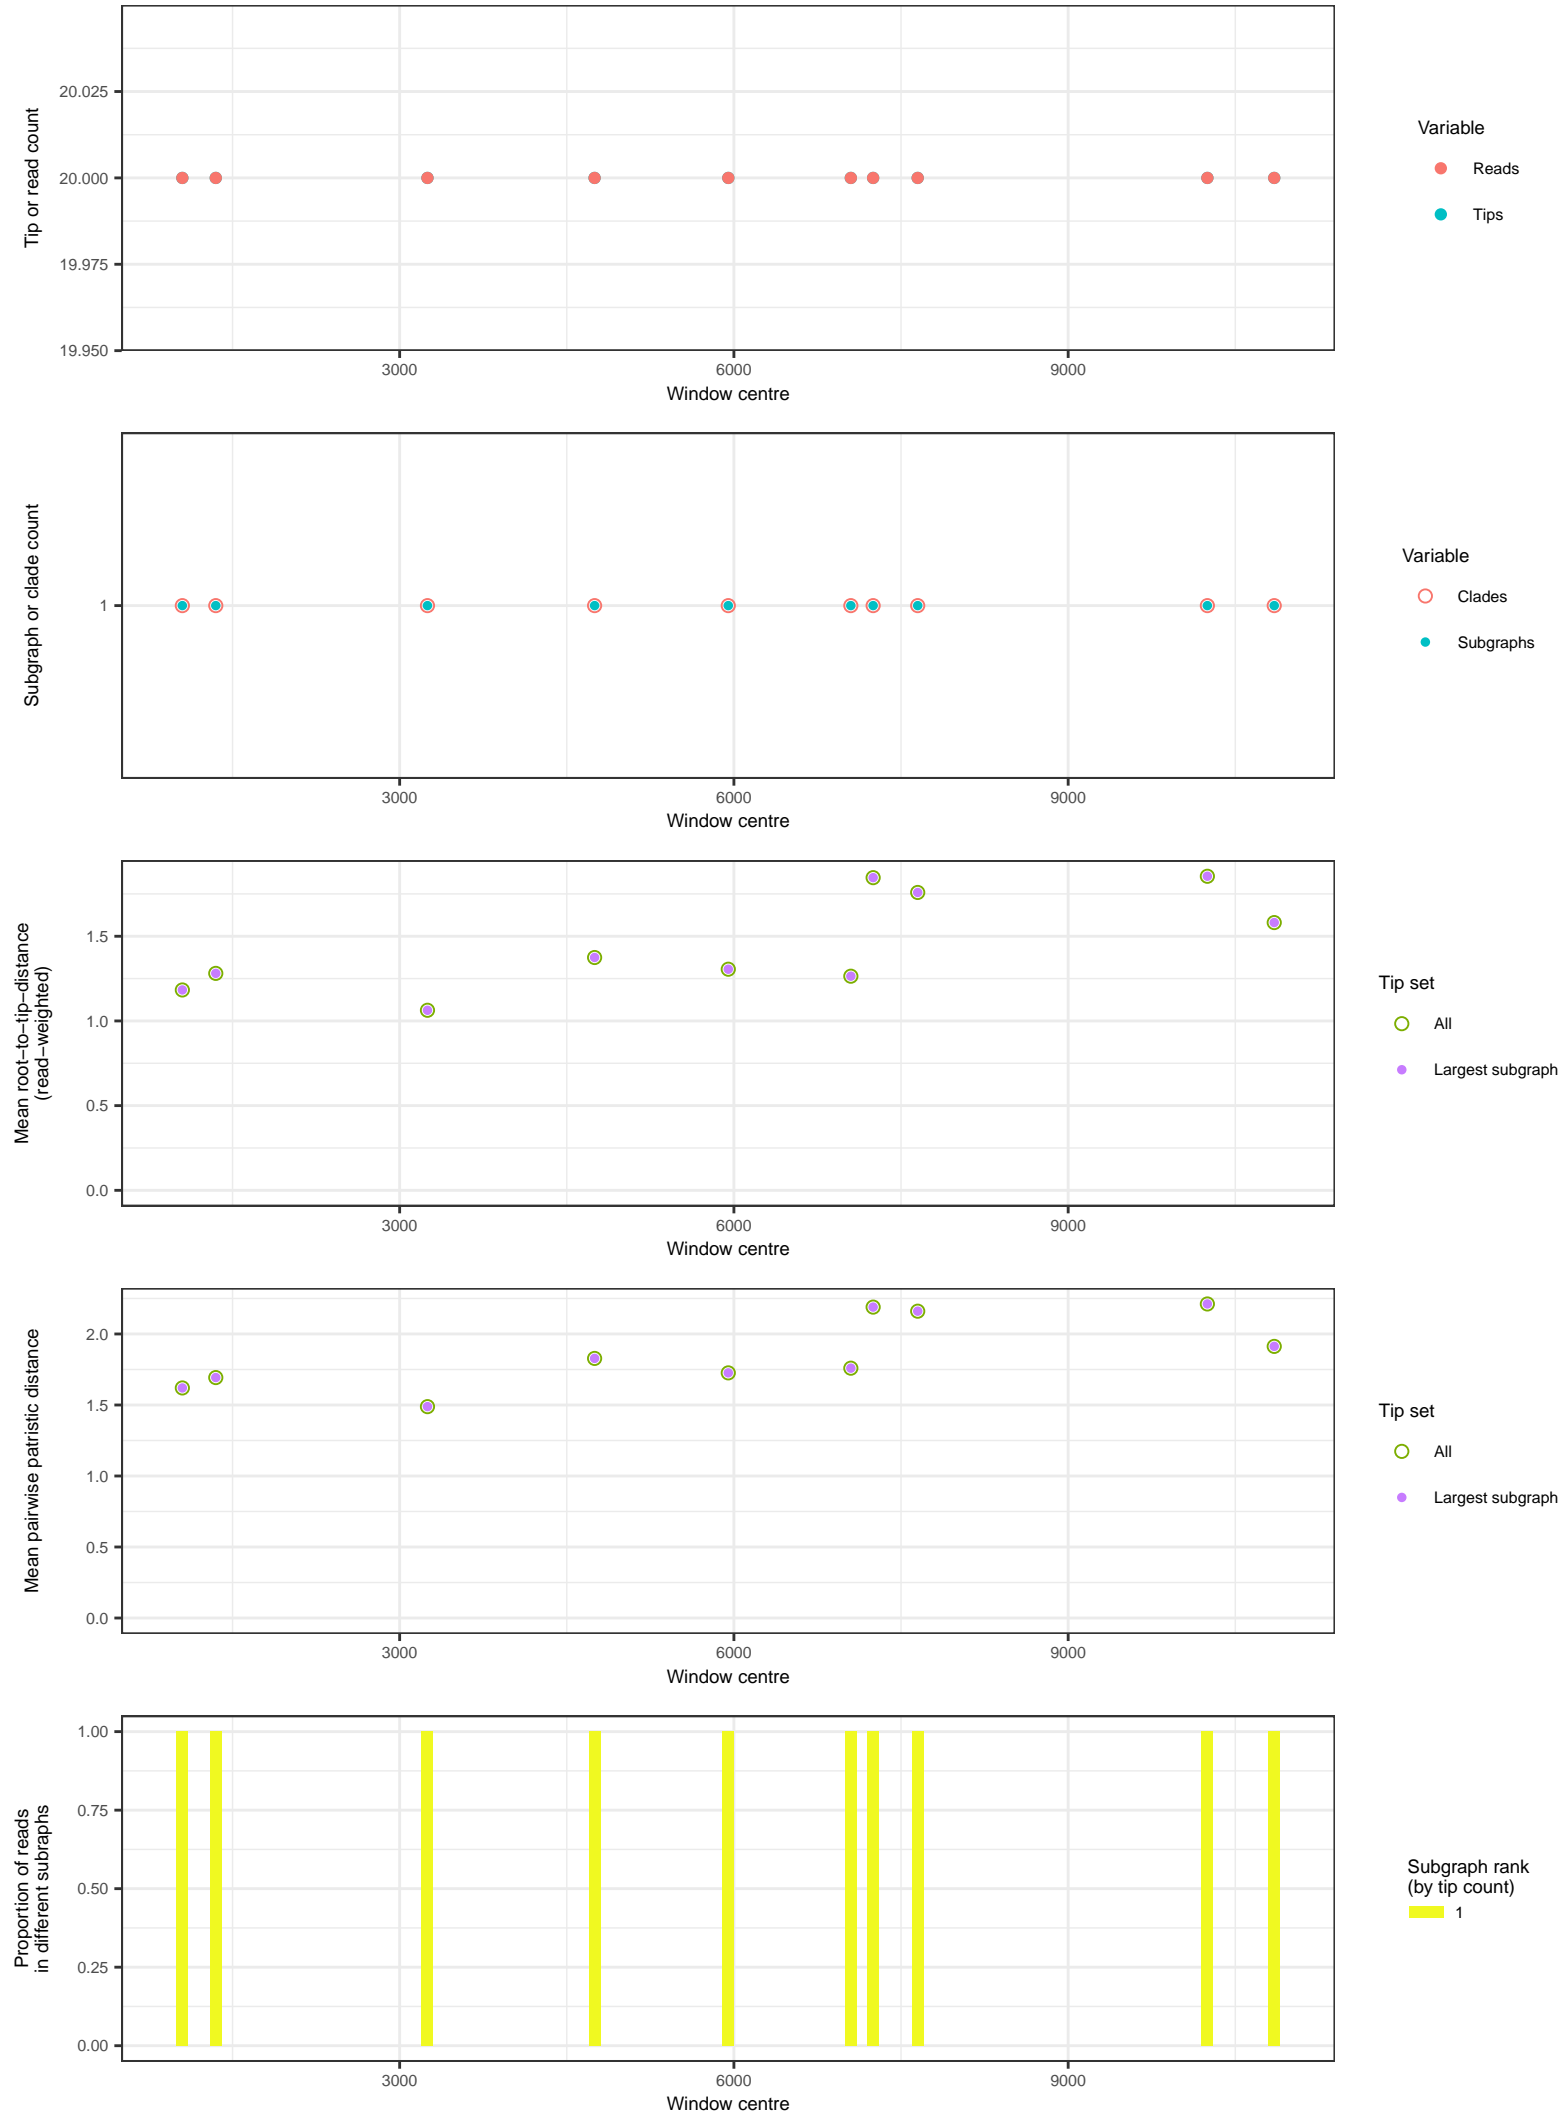 Tip or read count
20.025
20.000
19.975
19.950
3000
6000
9000
Window centre
Variable
Reads
Tips
Subgraph or clade count
1
3000
6000
9000
Window centre
Variable
Clades
Subgraphs
Mean root−to−tip−distance
(read−weighted)
1.5
1.0
0.5
0.0
3000
6000
9000
Window centre
Tip set
All
Largest subgraph
Mean pairwise patristic distance
2.0
1.5
1.0
0.5
0.0
3000
6000
9000
Window centre
Tip set
All
Largest subgraph
Proportion of reads
in different subraphs
1.00
0.75
0.50
0.25
0.00
3000
6000
9000
Window centre
Subgraph rank
(by tip count)
1